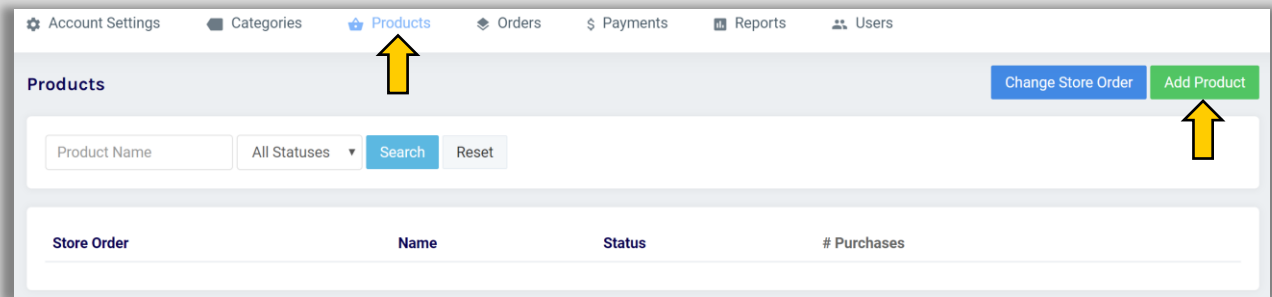 Account Settings Categories Products Orders $ Payments Reports Users
Products Change Store Order Add Product
Product Name All Statuses Search Reset
Store Order Name Status # Purchases